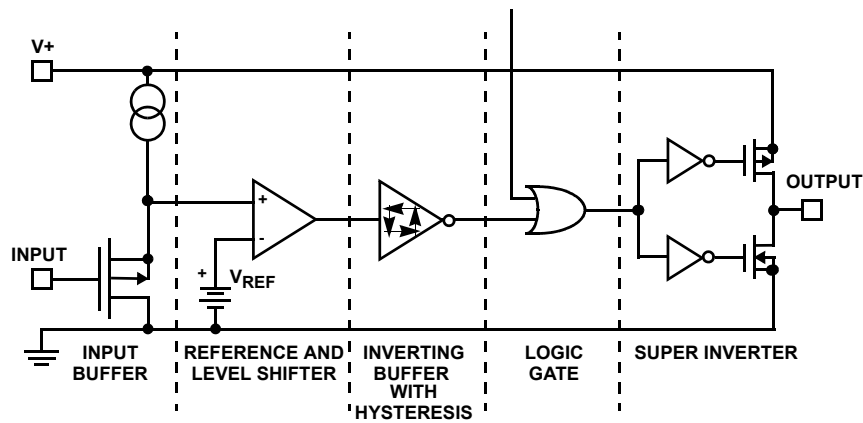 V+
OUTPUT
+
-
INPUT
+
VREF
INPUT
BUFFER
REFERENCE AND
LEVEL SHIFTER
INVERTING
BUFFER
WITH
HYSTERESIS
LOGIC
GATE
SUPER INVERTER